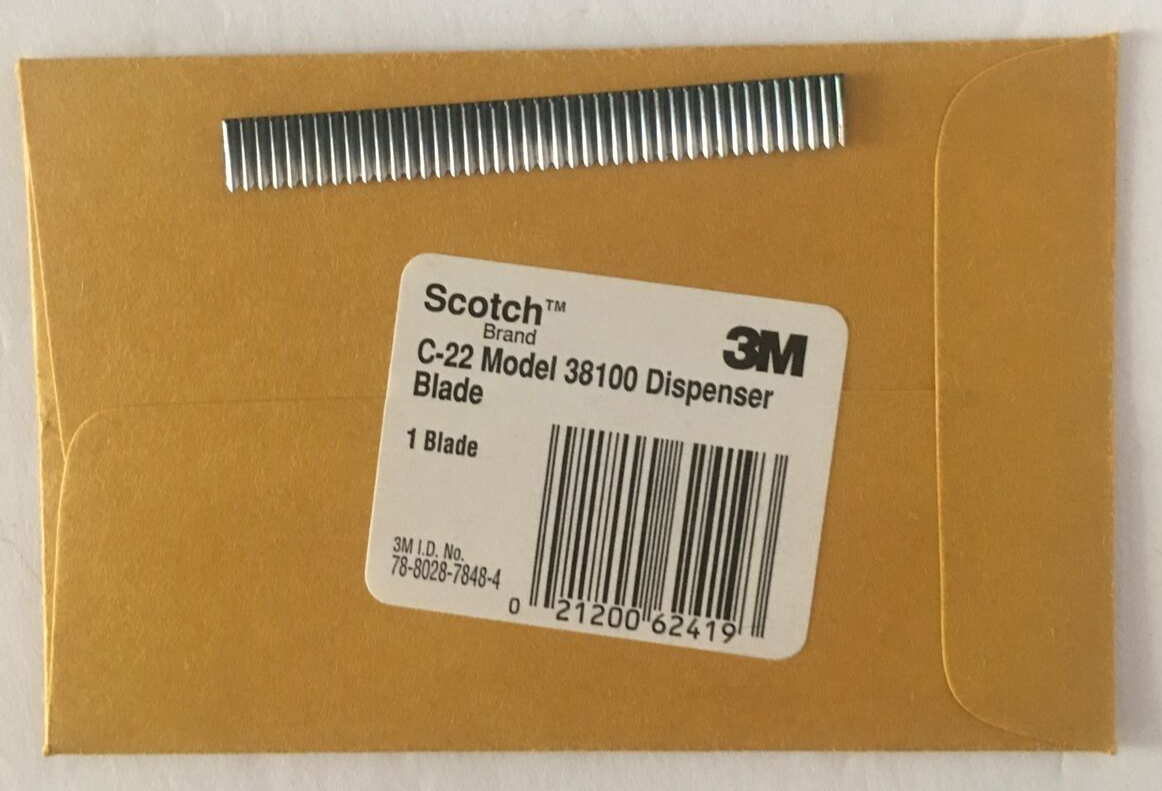 Scotch™
Brand
3M
C-22 Model 38100 Dispenser
Blade
1 Blade
3M I.D. No.
78-8028-7848-4
0 21200 62419